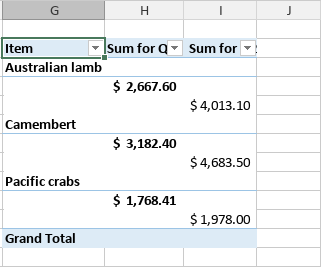 G H I J
Item Sum for Q Sum for
Australian lamb
$ 2,667.60
$ 4,013.10
Camembert
$ 3,182.40
$ 4,683.50
Pacific crabs
$ 1,768.41
$ 1,978.00
Grand Total